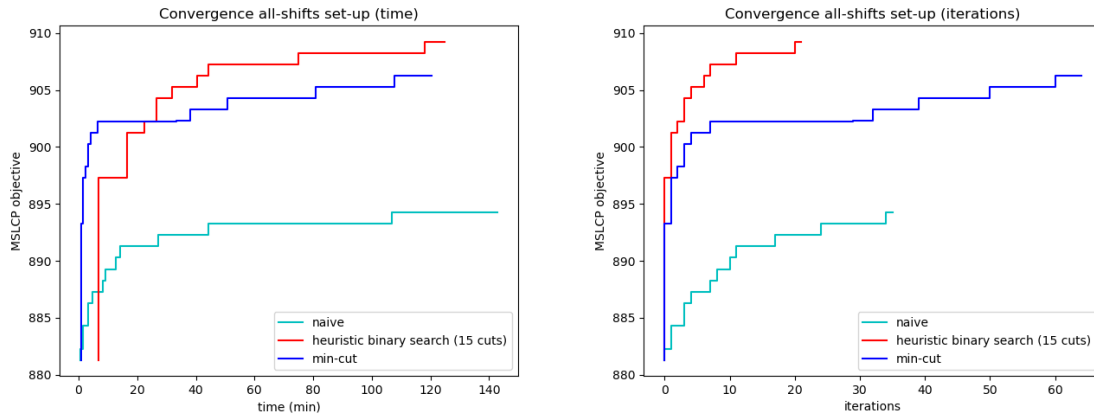 Convergence all-shifts set-up (time)
910
905
900
895
890
885
880
MSLCP objective
0
20
40
60
80
100
120
140
time (min)
naive
heuristic binary search (15 cuts)
min-cut
Convergence all-shifts set-up (iterations)
910
905
900
895
890
885
880
MSLCP objective
0
10
20
30
40
50
60
iterations
naive
heuristic binary search (15 cuts)
min-cut